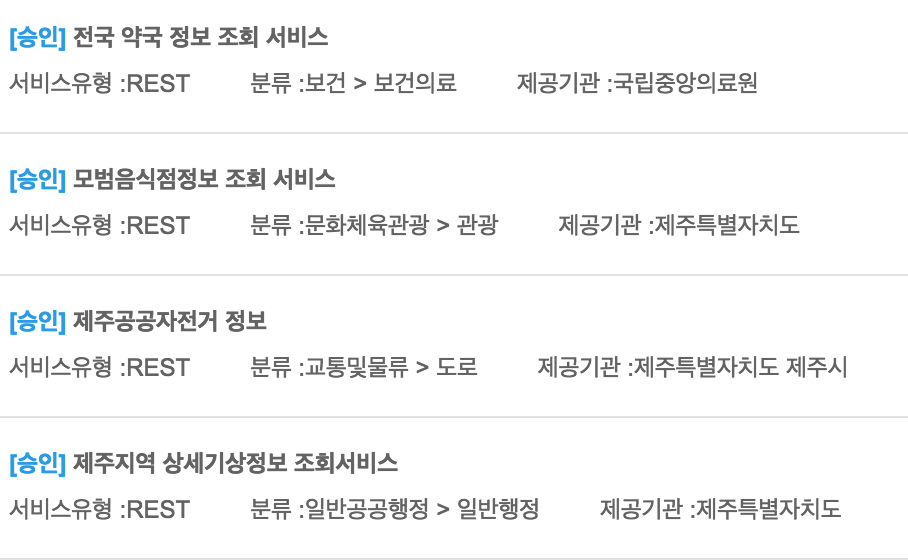 [승인] 전국 약국 정보 조회 서비스
서비스유형 :REST 분류 :보건 > 보건의료 제공기관 :국립중앙의료원
[승인] 모범음식점정보 조회 서비스
서비스유형 :REST 분류 :문화체육관광 > 관광 제공기관 :제주특별자치도
[승인] 제주공공자전거 정보
서비스유형 :REST 분류 :교통및물류 > 도로 제공기관 :제주특별자치도 제주시
[승인] 제주지역 상세기상정보 조회서비스
서비스유형 :REST 분류 :일반공공행정 > 일반행정 제공기관 :제주특별자치도